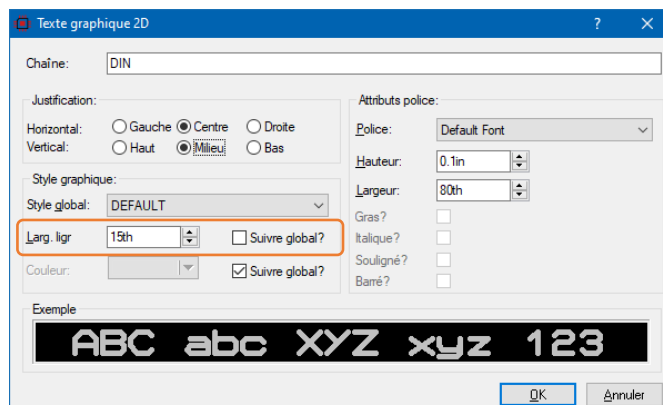 Texte graphique 2D
Chaîne: DIN
Justification:
Horizontal: Gauche Centre Droite
Vertical: Haut Milieu Bas
Style graphique:
Style global: DEFAULT
Larg. ligr 15th Suivre global?
Couleur: Suivre global?
Attributs police:
Police: Default Font
Hauteur: 0.1in
Largeur: 80th
Gras?
Italique?
Souligné?
Barré?
Exemple
ABC abc XYZ xyz 123
OK Annuler